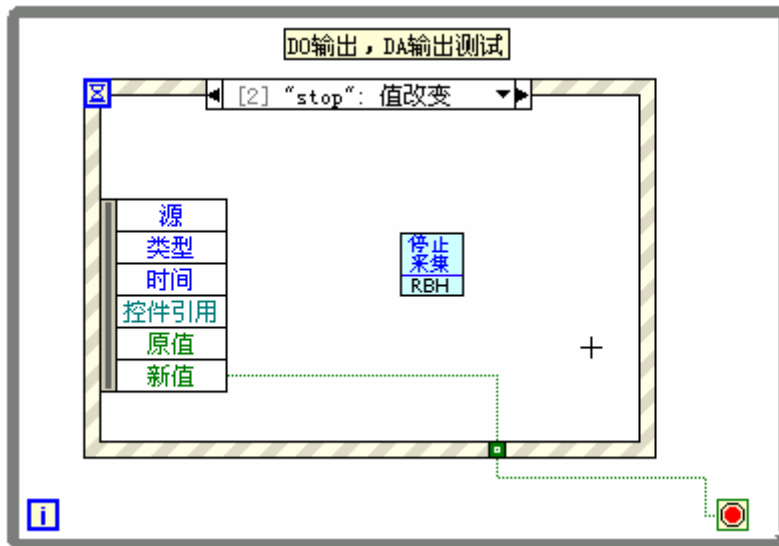 DO输出，DA输出测试
[2] "stop": 值改变
源
类型
时间
控件引用
原值
新值
停止
采集
RBH
i